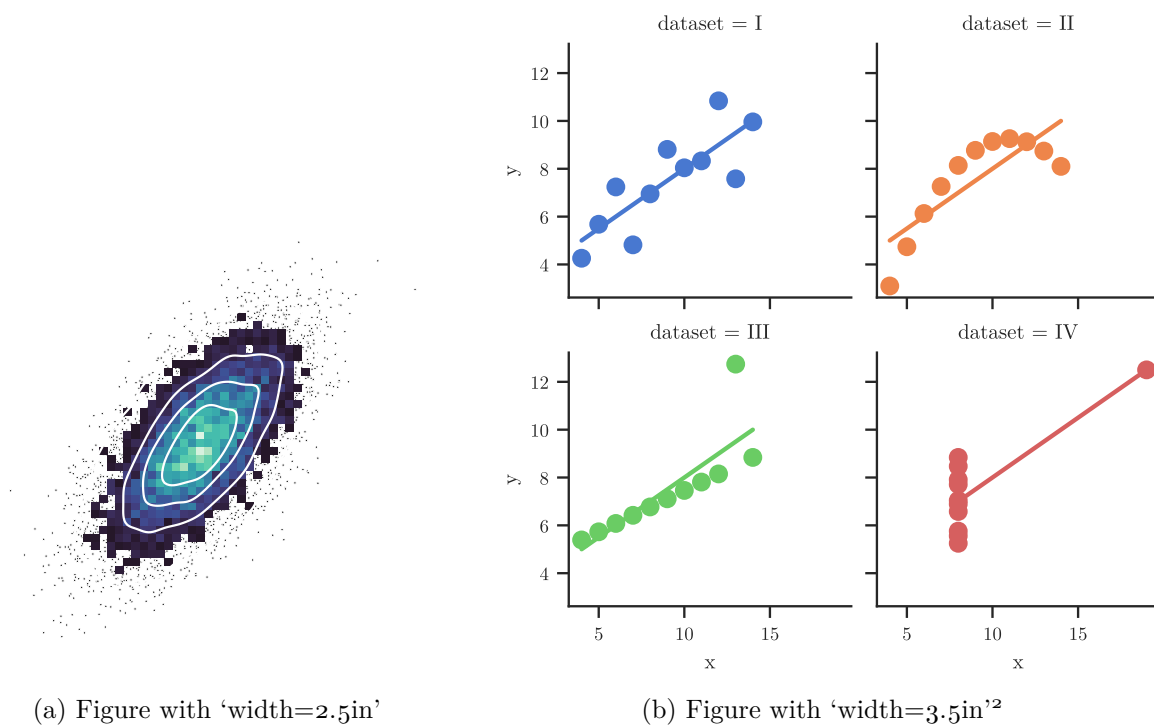 dataset = I
dataset = II
12
10
8
6
4
y
dataset = III
dataset = IV
12
10
8
6
4
y
5
10
15
5
10
15
x
x
(a) Figure with ‘width=2.5in’
(b) Figure with ‘width=3.5in’²